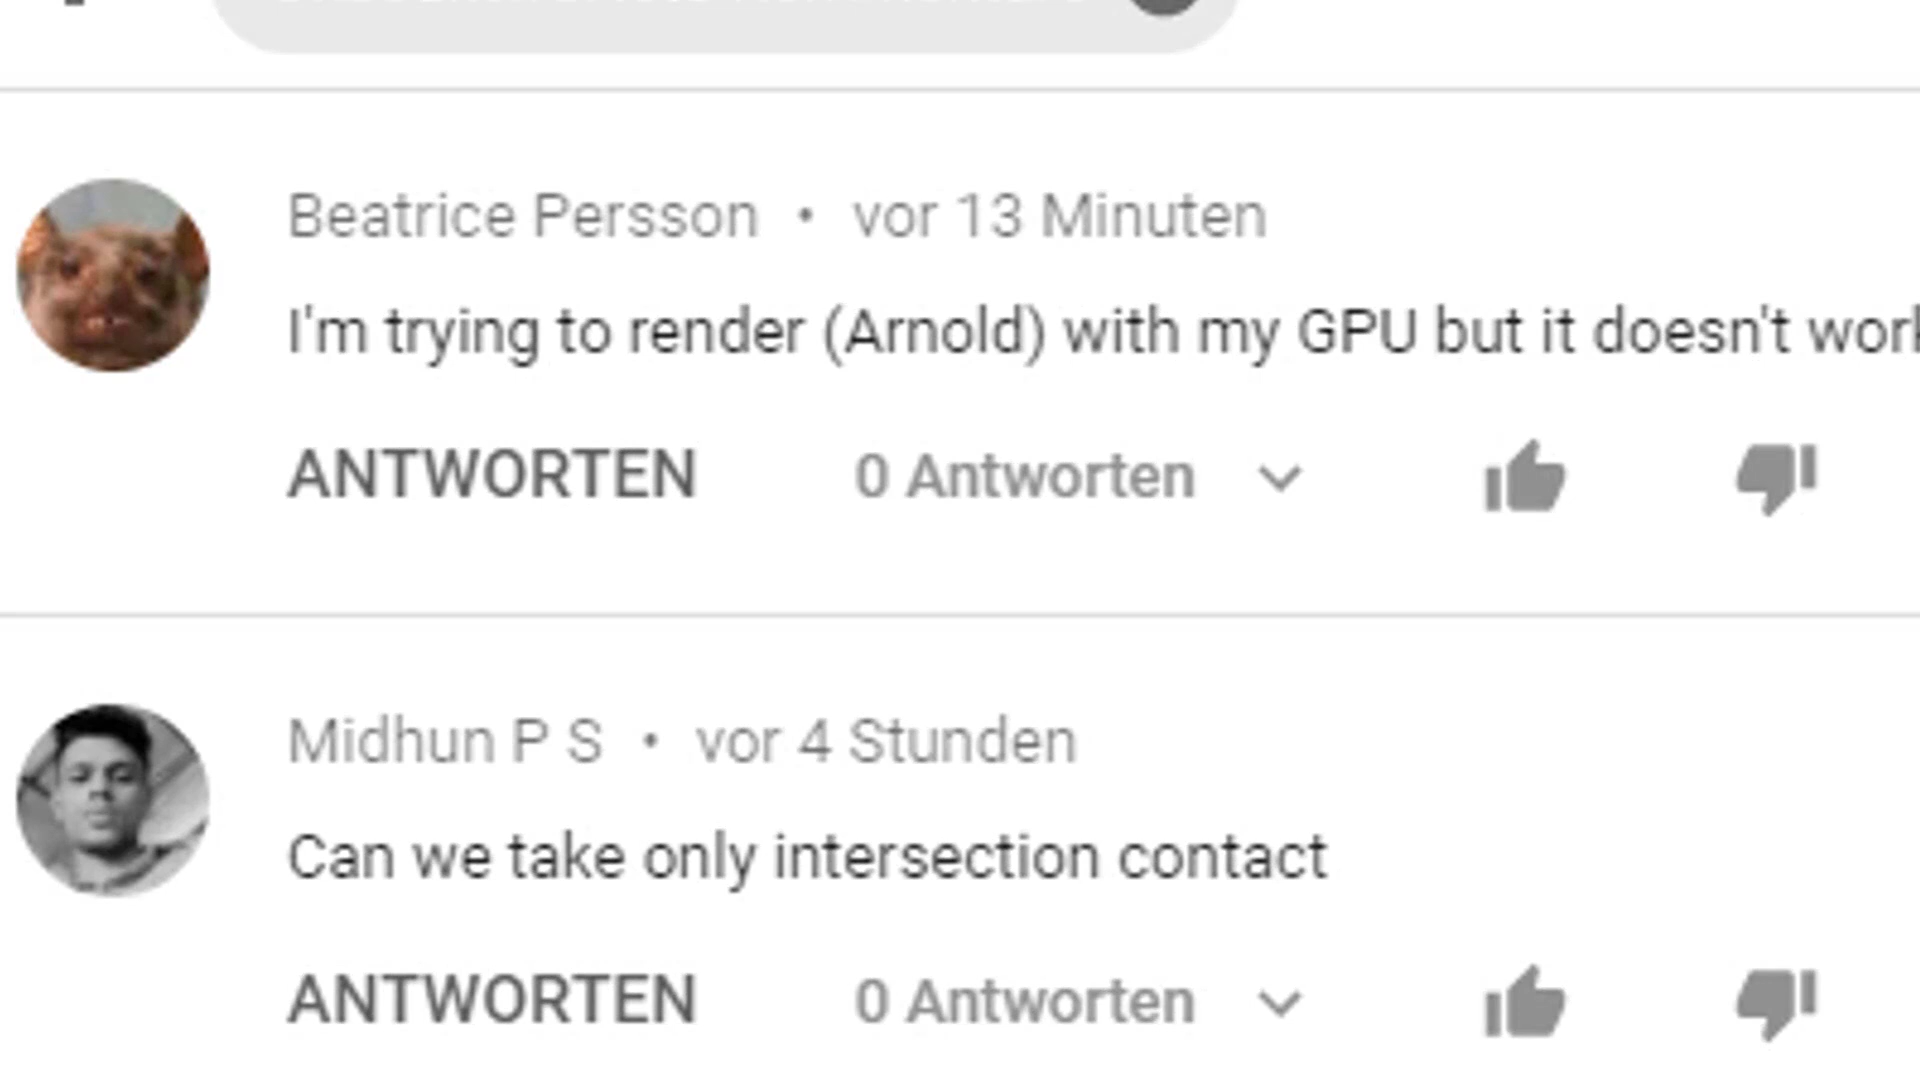 Beatrice Persson • vor 13 Minuten
I'm trying to render (Arnold) with my GPU but it doesn't work
ANTWORTEN 0 Antworten
Midhun P S • vor 4 Stunden
Can we take only intersection contact
ANTWORTEN 0 Antworten